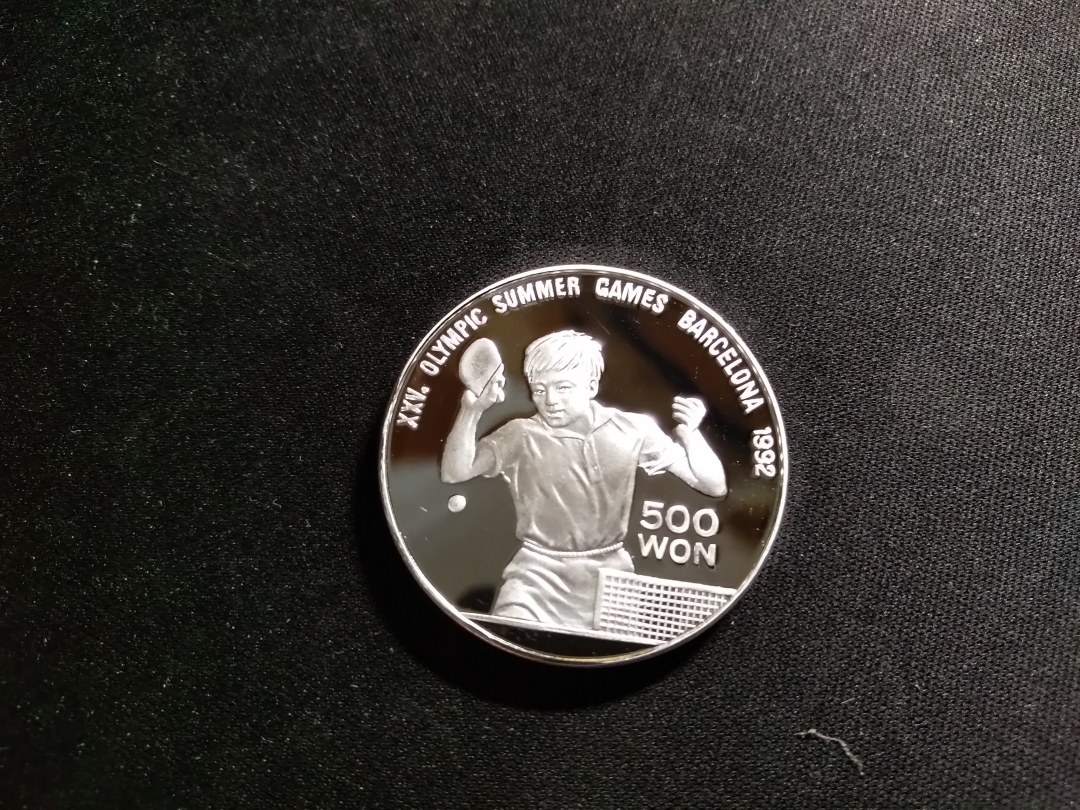 XXV. OLYMPIC SUMMER GAMES BARCELONA 1992
500
WON